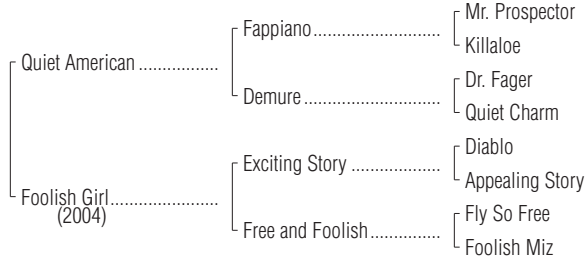 Mr. Prospector
Fappiano
Killaloe
Quiet American
Dr. Fager
Demure
Quiet Charm
Diablo
Exciting Story
Appealing Story
Foolish Girl
(2004)
Fly So Free
Free and Foolish
Foolish Miz